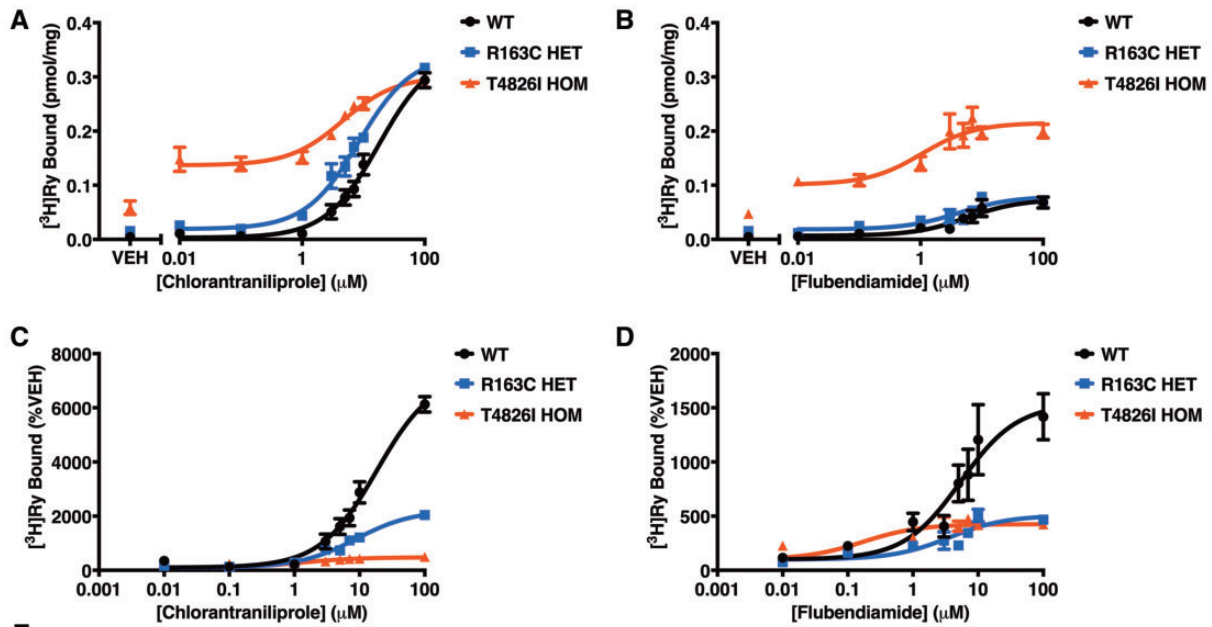 A
0.4
0.3
0.2
0.1
0.0
[³H]Ry Bound (pmol/mg)
VEH
0.01
1
100
[Chlorantraniliprole] (μM)
WT
R163C HET
T4826I HOM
B
0.4
0.3
0.2
0.1
0.0
[³H]Ry Bound (pmol/mg)
VEH
0.01
1
100
[Flubendiamide] (μM)
WT
R163C HET
T4826I HOM
C
8000
6000
4000
2000
0
[³H]Ry Bound (%VEH)
0.001
0.01
0.1
1
10
100
[Chlorantraniliprole] (μM)
WT
R163C HET
T4826I HOM
D
2000
1500
1000
500
0
[³H]Ry Bound (%VEH)
0.001
0.01
0.1
1
10
100
[Flubendiamide] (μM)
WT
R163C HET
T4826I HOM